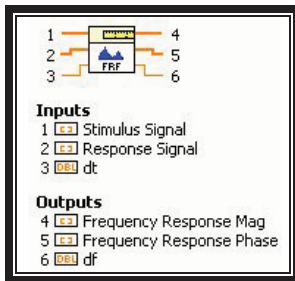 1 4
2 5
FRF
3 6
Inputs
1 [ ] Stimulus Signal
2 [ ] Response Signal
3 DBL dt
Outputs
4 [ ] Frequency Response Mag
5 [ ] Frequency Response Phase
6 DBL df